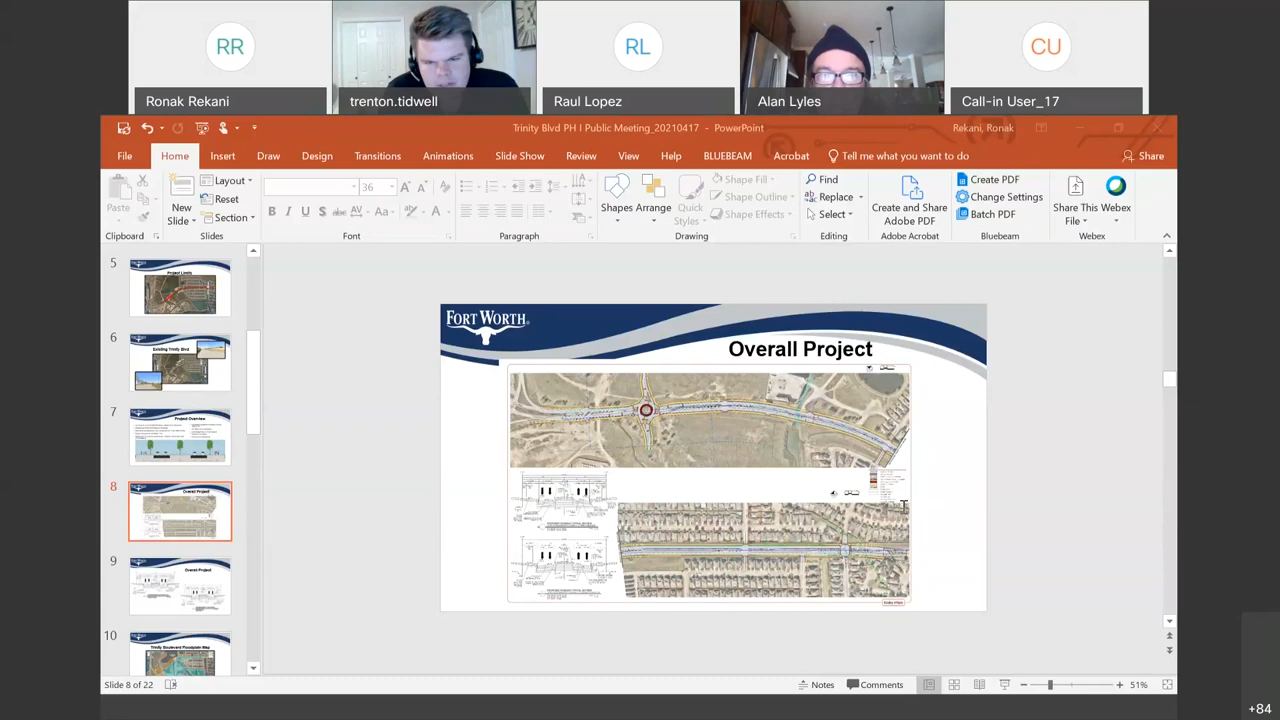 RR
RL
CU
Ronak Rekani
trenton.tidwell
Raul Lopez
Alan Lyles
Call-in User_17
Trinity Blvd PH I Public Meeting_20210417 - PowerPoint
Rekani, Ronak
File
Home
Insert
Draw
Design
Transitions
Animations
Slide Show
Review
View
Help
BLUEBEAM
Acrobat
Tell me what you want to do
Share
Paste
New
Slide
Layout
Reset
Section
36
B I U S abc AV Aa A
Shapes
Arrange
Quick
Styles
Shape Fill
Shape Outline
Shape Effects
Find
Replace
Select
Create and Share
Adobe PDF
Create PDF
Change Settings
Batch PDF
Share This
File
Webex
Clipboard
Slides
Font
Paragraph
Drawing
Editing
Adobe Acrobat
Bluebeam
Webex
5
Project Limits
6
Existing Trinity Blvd
7
Project Overview
8
Overall Project
9
Overall Project
10
Trinity Boulevard Floodplain Map
FORT WORTH
Overall Project
Slide 8 of 22
Notes
Comments
51%
+84